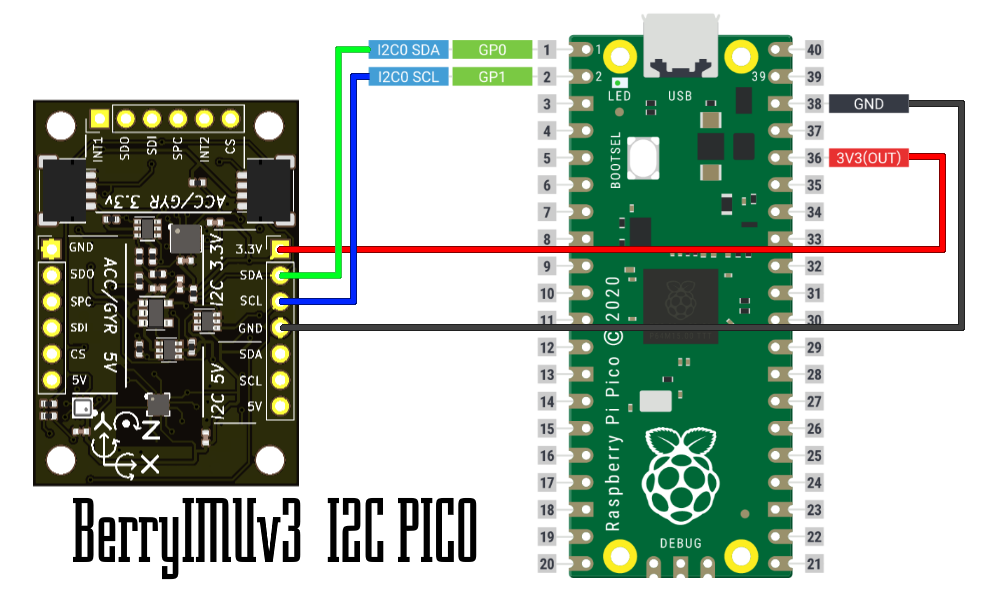 I2C0 SDA GP0 1 1 40
I2C0 SCL GP1 2 2 39 39
LED USB
3 38 GND
4 37
BOOTSEL
5 36 3V3(OUT)
6 35
7 34
8 33
9 32
10 31
11 30
12 29
13 28
14 27
15 26
16 25
17 24
18 23
19 22
20 21
Raspberry Pi Pico © 2020
DEBUG
INT1 SDO SDI SPC INT2 CS
ACC/GYR 3.3v
GND
SDO
SPC
SDI
CS
5V
ACC/GYR 5V
I2C 3.3V
3.3V
SDA
SCL
GND
I2C 5V
SDA
SCL
5V
Y Z
X
BerryIMUv3 I2C PICO